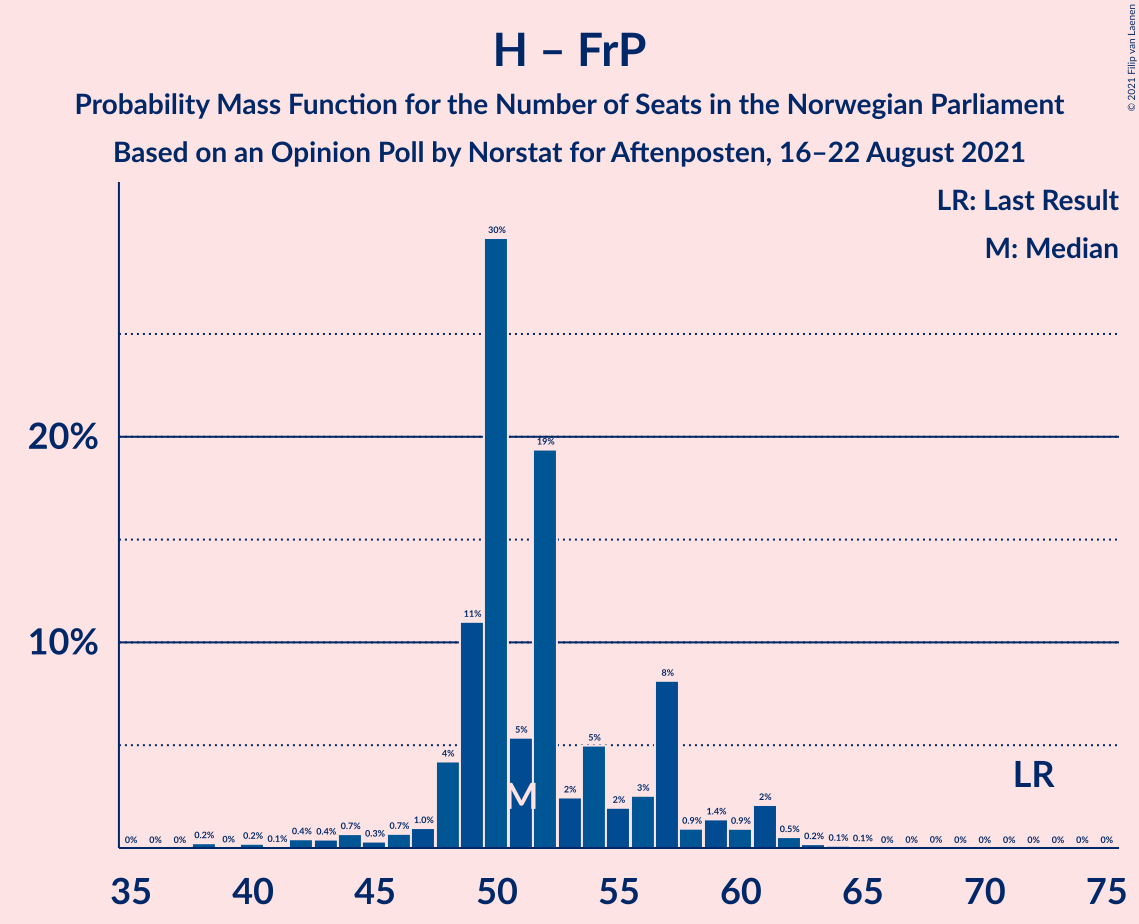 © 2021 Filip van Laenen
H – FrP
Probability Mass Function for the Number of Seats in the Norwegian Parliament
Based on an Opinion Poll by Norstat for Aftenposten, 16–22 August 2021
LR: Last Result
M: Median
20%
10%
0% 0% 0% 0.2% 0% 0.2% 0.1% 0.4% 0.4% 0.7% 0.3% 0.7% 1.0% 4% 11% 30% 5% 19% 2% 5% 2% 3% 8% 0.9% 1.4% 0.9% 2% 0.5% 0.2% 0.1% 0.1% 0% 0% 0% 0% 0% 0% 0% 0% 0% 0%
M
LR
35 40 45 50 55 60 65 70 75